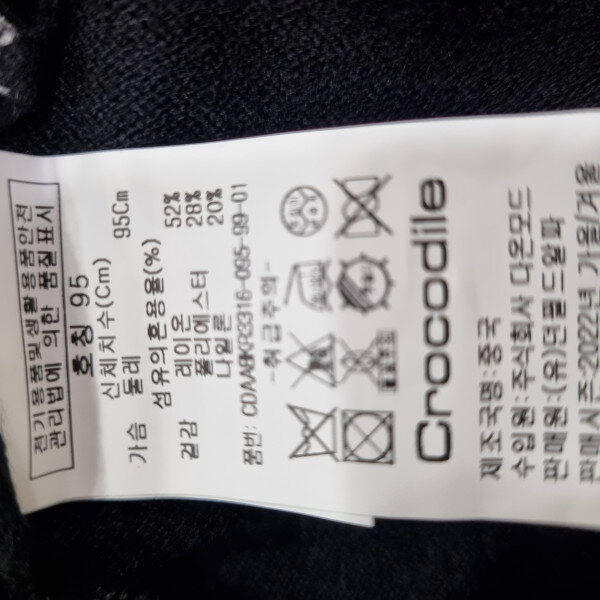 전기용품및생활용품안전
관리법에 의한 품질표시
호칭 95
신체치수(Cm)
가슴 둘레 95Cm
섬유의혼용율(%)
겉감 레이온 52%
폴리에스터 28%
나일론 20%
품번: CDAABKR3316-095-99-01
-취급주의-
Crocodile
제조국명:중국
수입원:주식회사 다온모드
판매원:(유)던필드알파
판매시즌:2022년 가을/겨울